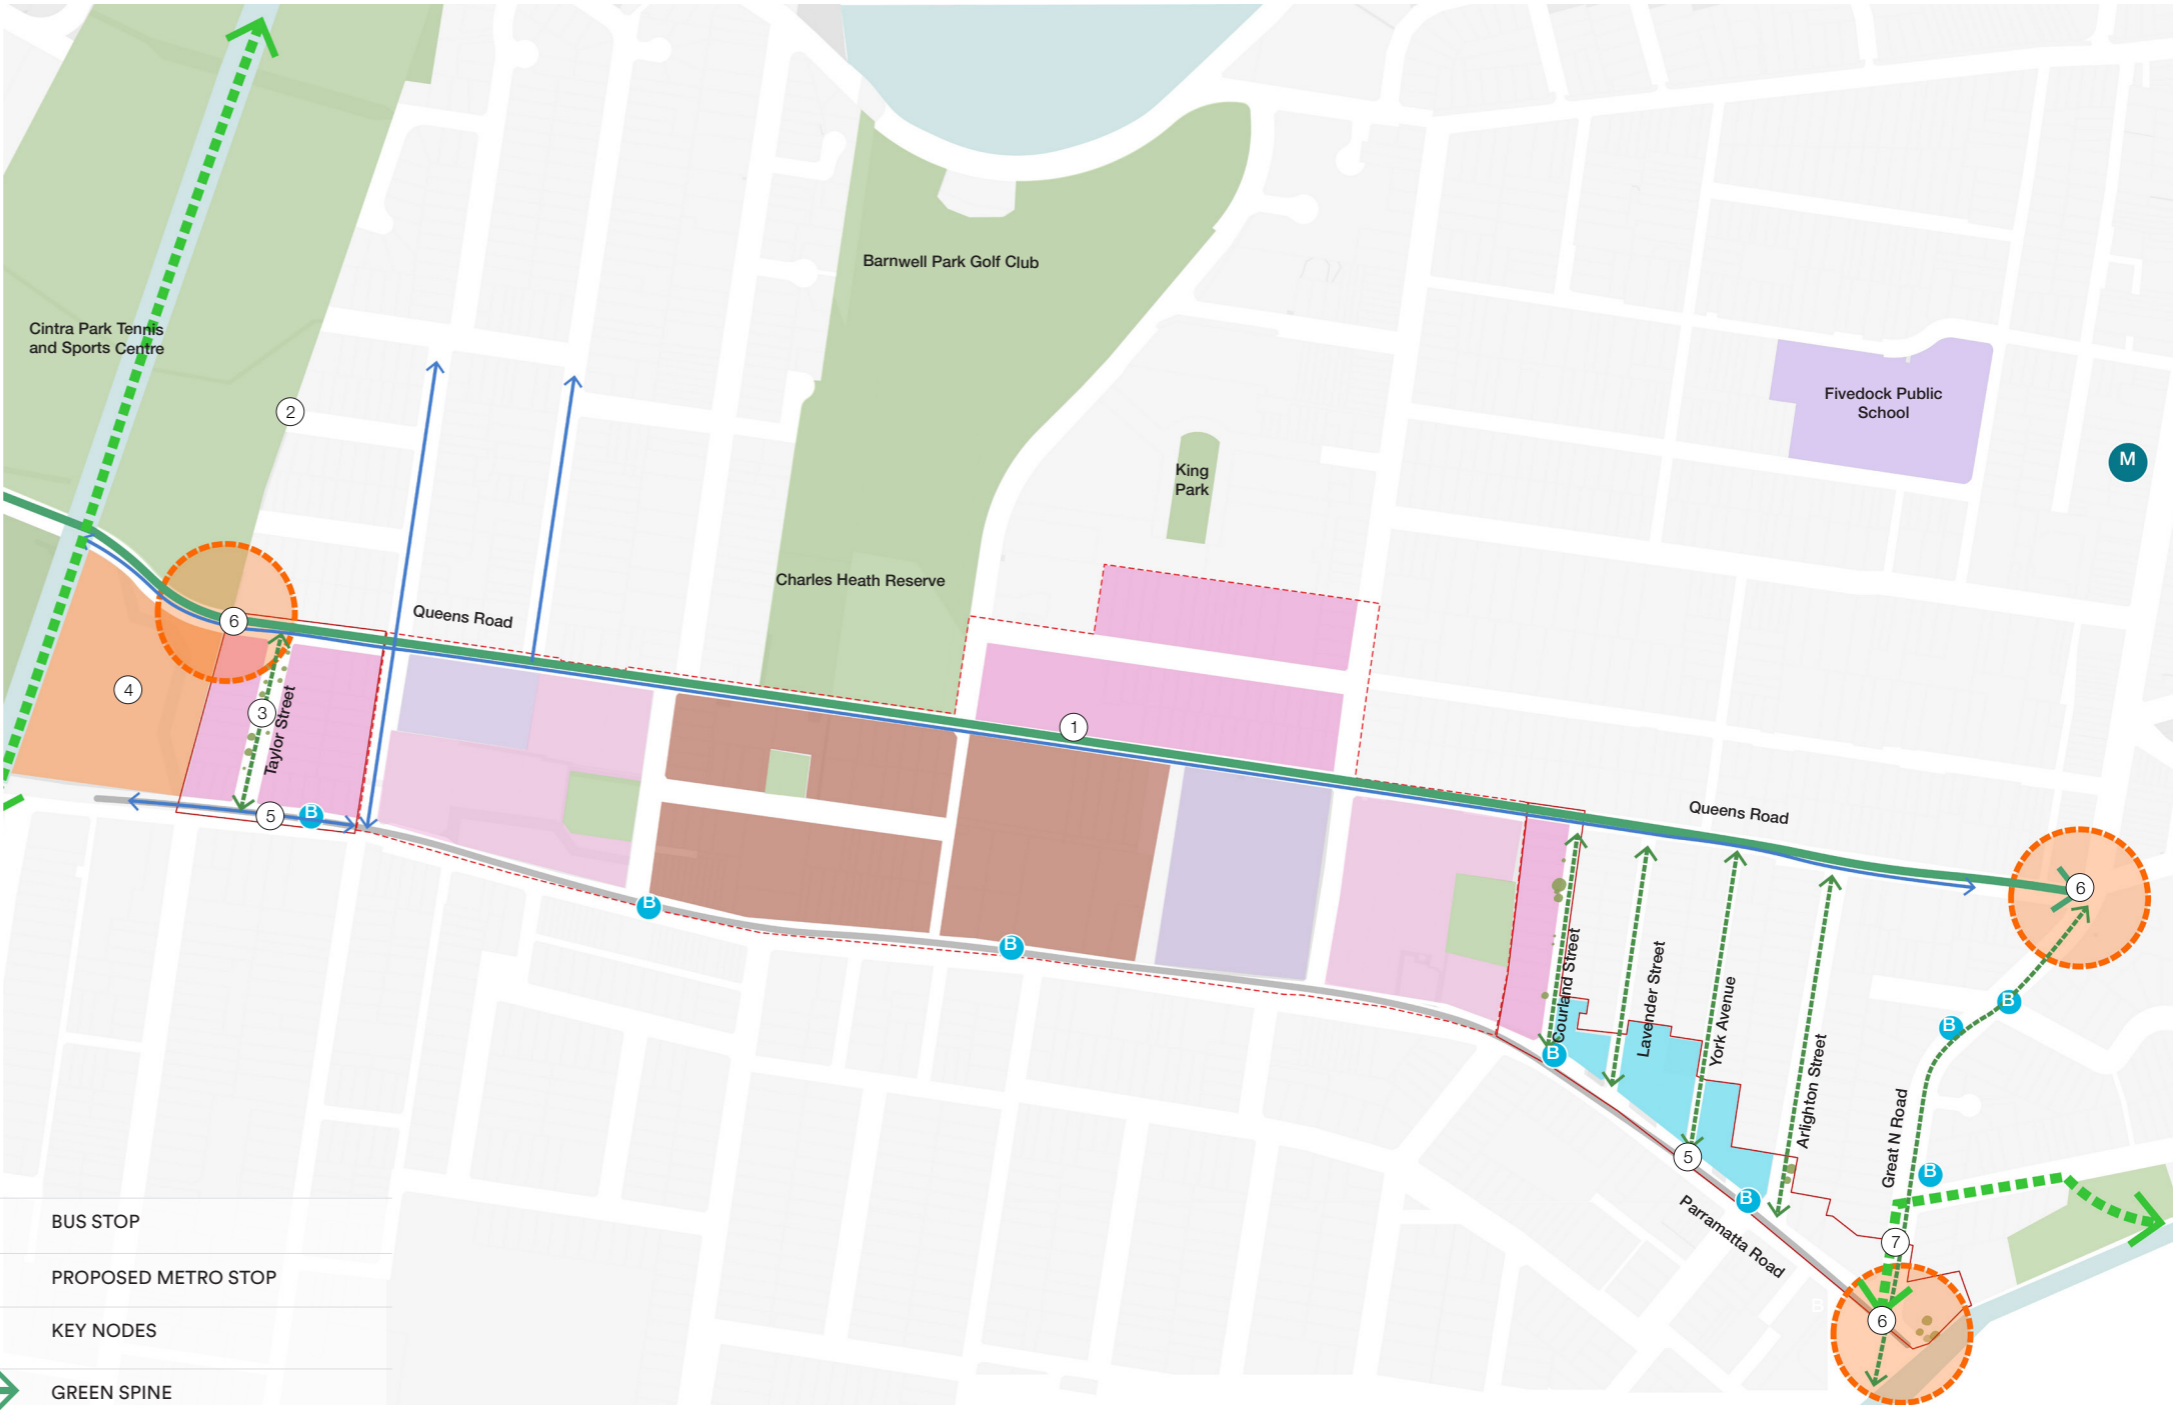 Barnwell Park Golf Club
Cintra Park Tennis
and Sports Centre
Fivedock Public
School
2
King
Park
M
Charles Heath Reserve
Queens Road
6
4
3
Taylor Street
1
5
B
Queens Road
6
B
B
Courland Street
Lavender Street
York Avenue
Arlighton Street
Great N Road
B
B
B
5
B
B
Parramatta Road
7
B
6
BUS STOP
PROPOSED METRO STOP
KEY NODES
GREEN SPINE